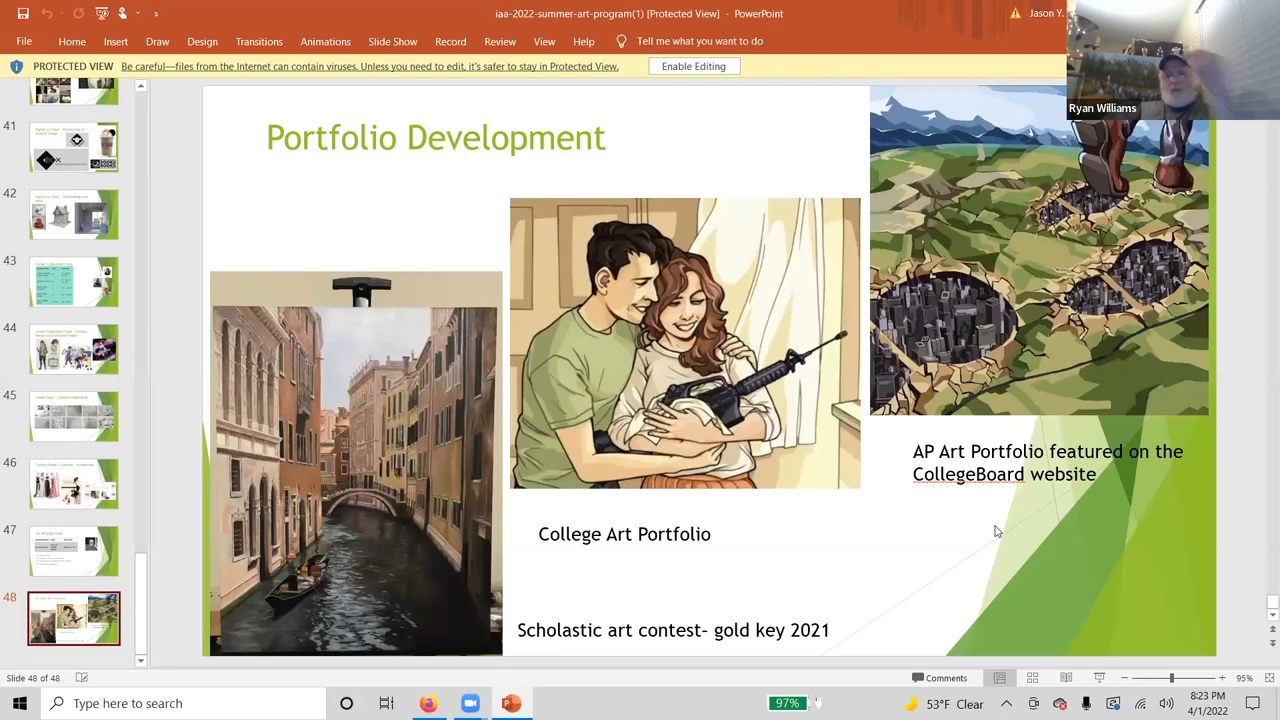 iaa-2022-summer-art-program(1) [Protected View] - PowerPoint
Jason Y.
File Home Insert Draw Design Transitions Animations Slide Show Record Review View Help Tell me what you want to do
PROTECTED VIEW Be careful—files from the Internet can contain viruses. Unless you need to edit, it's safer to stay in Protected View. Enable Editing
Ryan Williams
41
42
43
44
45
46
47
48
Portfolio Development
AP Art Portfolio featured on the
CollegeBoard website
College Art Portfolio
Scholastic art contest- gold key 2021
Slide 48 of 48
Comments
95%
Type here to search
97%
53°F Clear
8:23 PM
4/1/2022